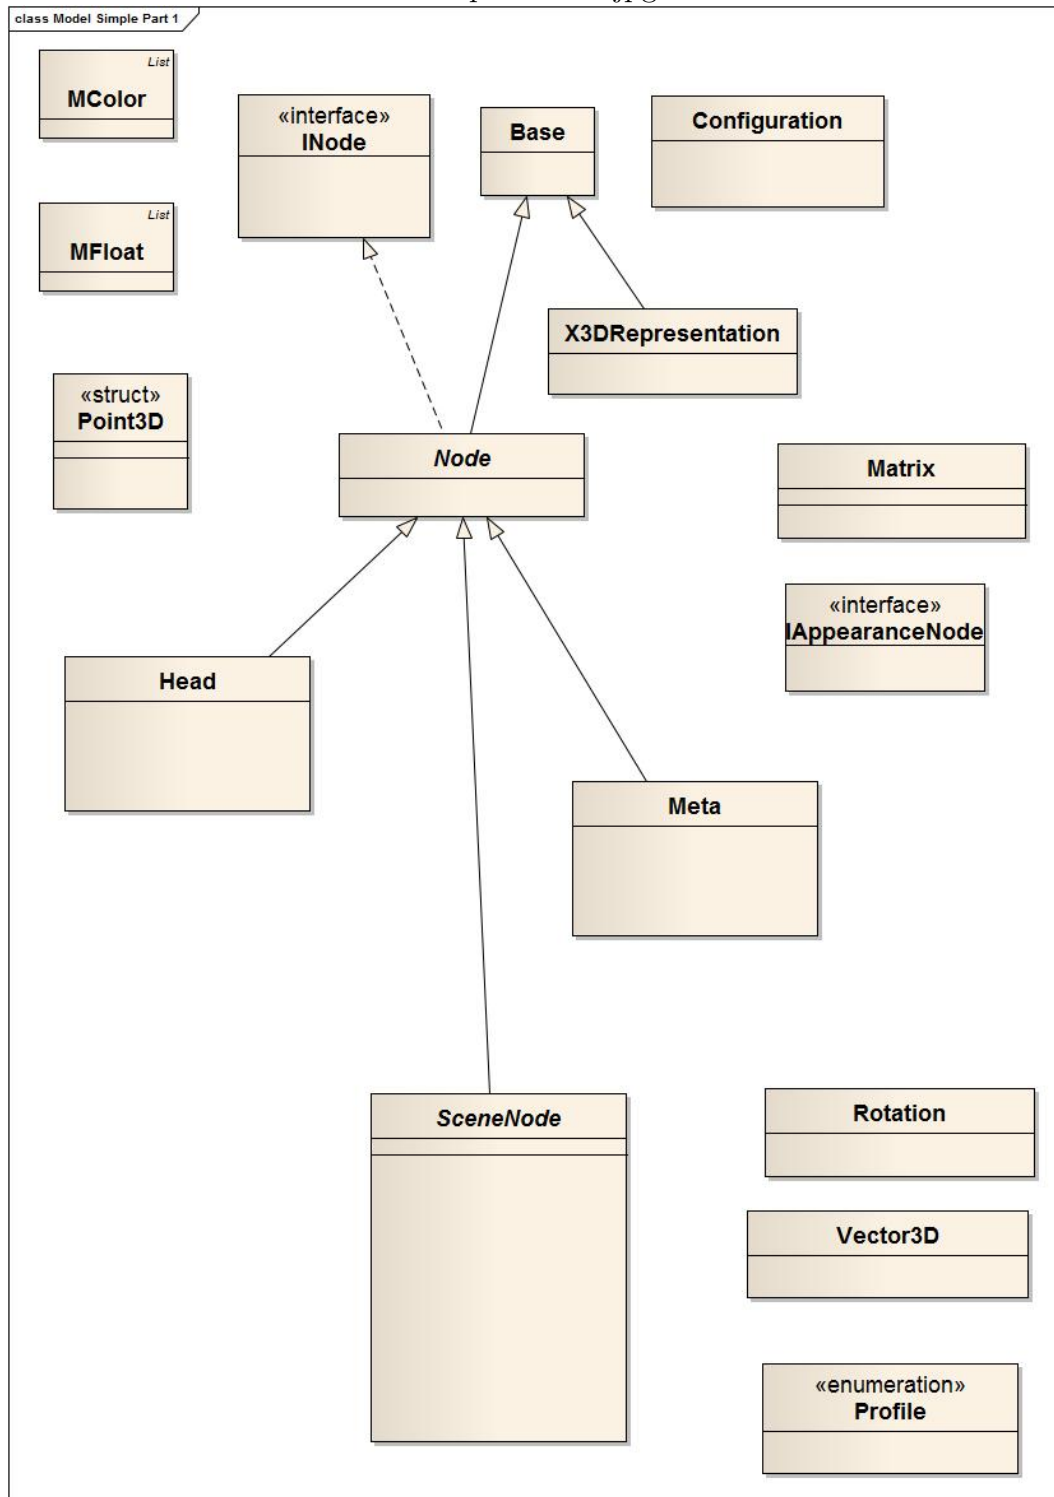 class Model Simple Part 1
List
MColor
«interface»
INode
Base
Configuration
List
MFloat
X3DRepresentation
«struct»
Point3D
Node
Matrix
«interface»
IAppearanceNode
Head
Meta
SceneNode
Rotation
Vector3D
«enumeration»
Profile